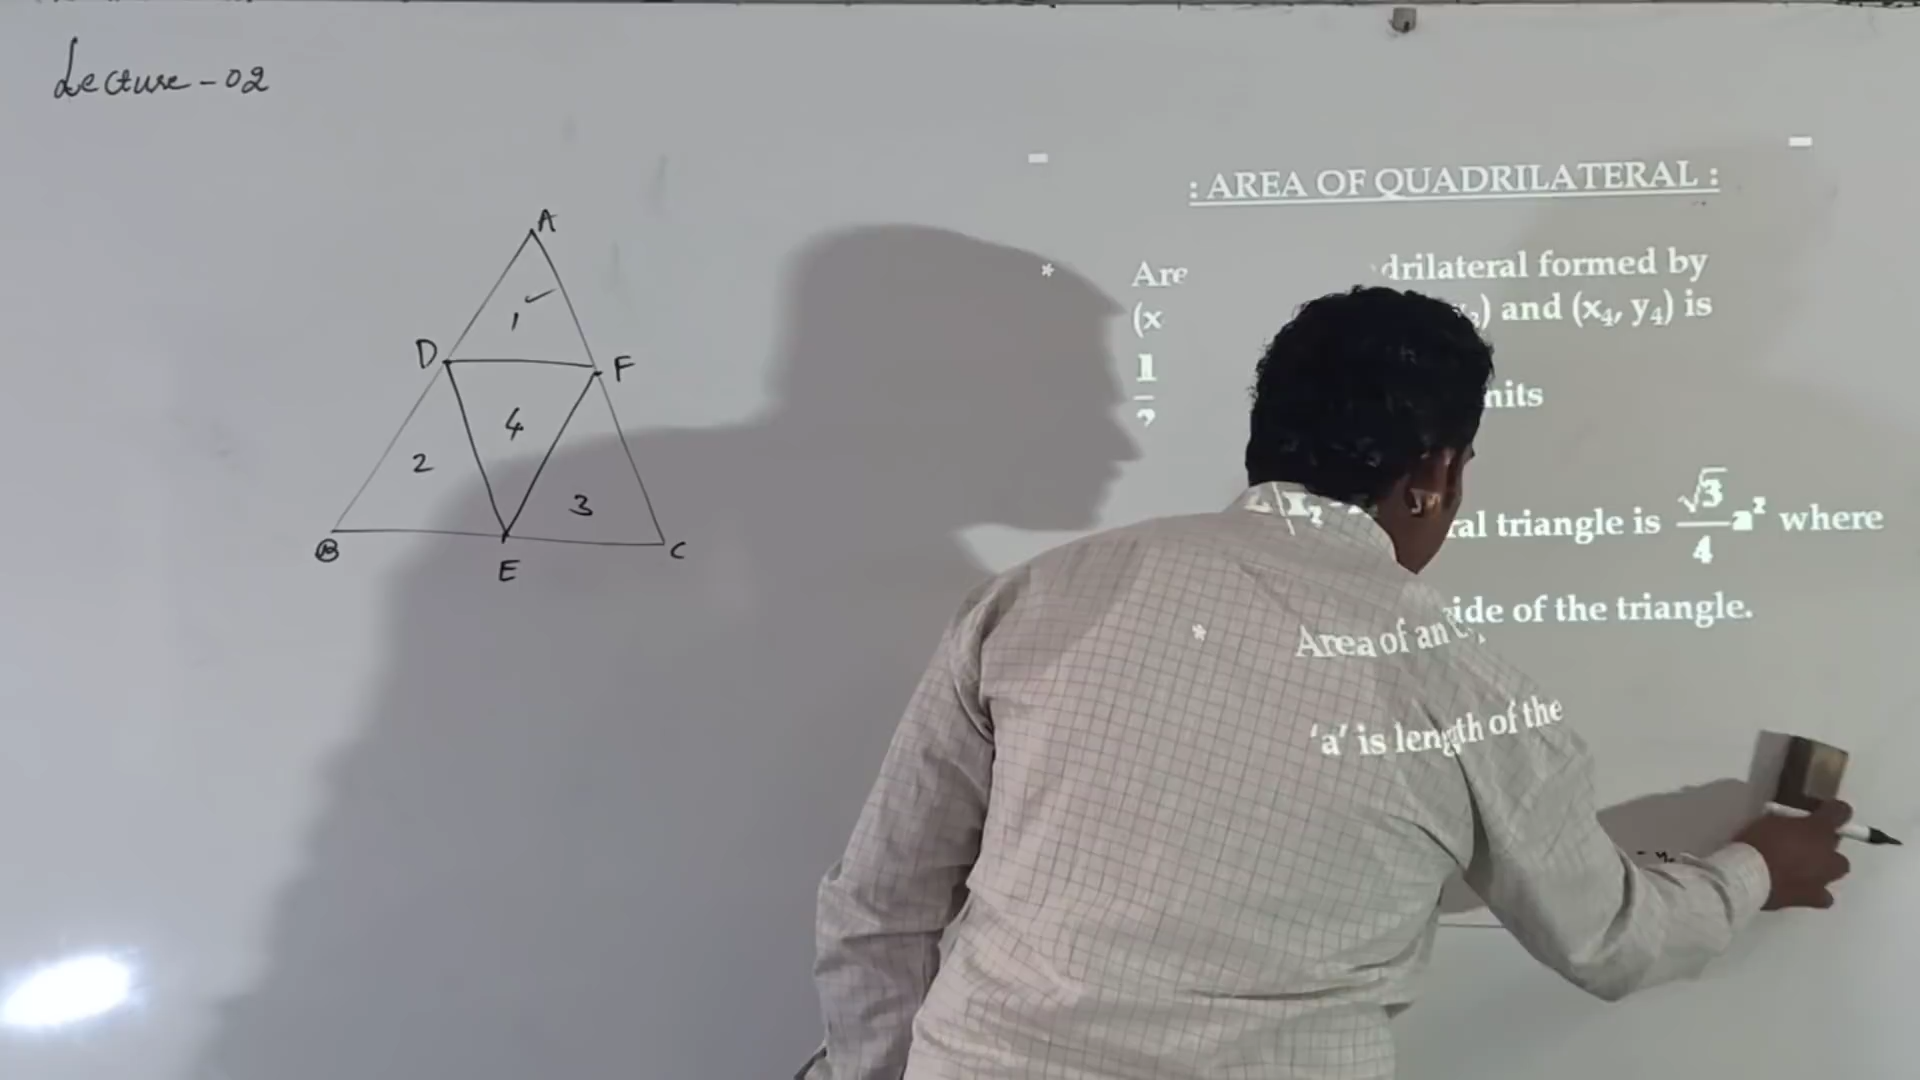 Lecture - 02
A
1
D
F
4
2
3
B
E
C
: AREA OF QUADRILATERAL :
* Are drilateral formed by
(x ) and (x₄, y₄) is
1
nits
al triangle is √3/4 a² where
ide of the triangle.
* Area of an
'a' is length of the